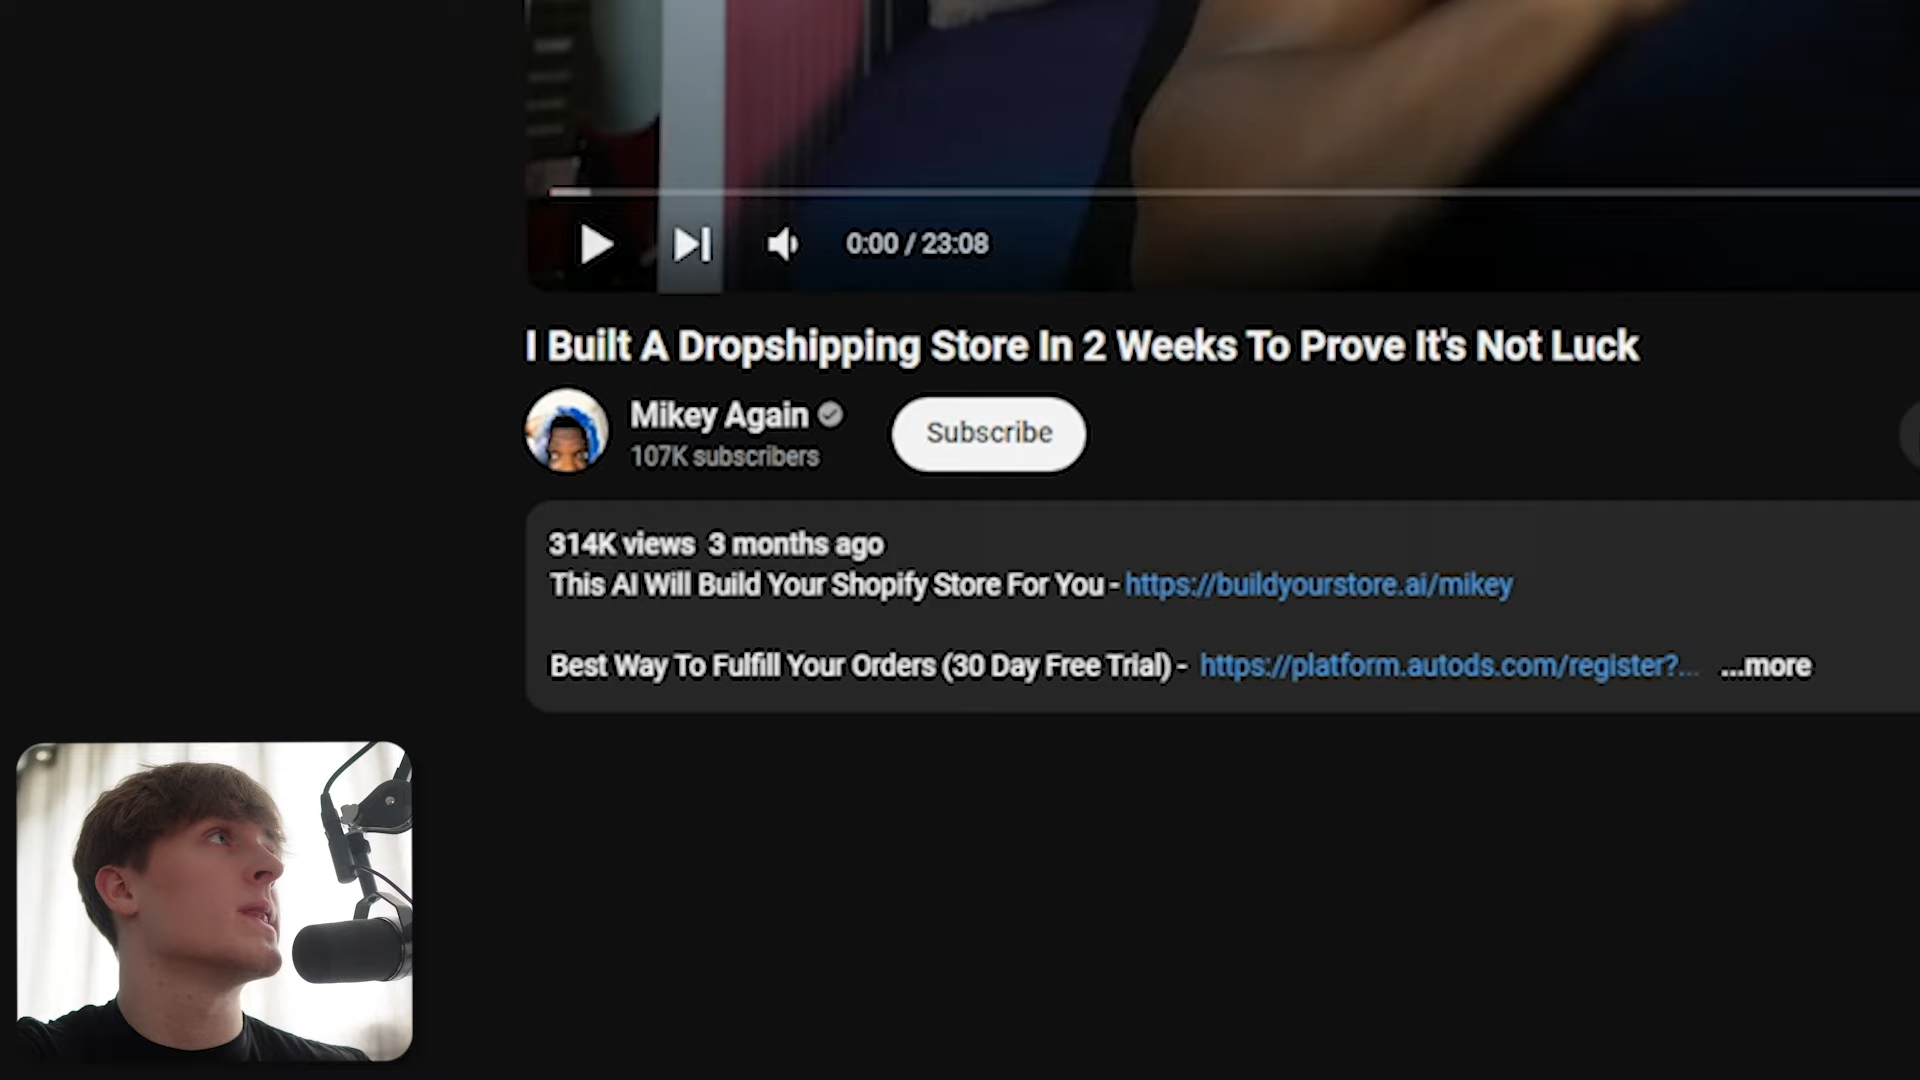 0:00 / 23:08
I Built A Dropshipping Store In 2 Weeks To Prove It's Not Luck
Mikey Again
107K subscribers
Subscribe
314K views 3 months ago
This AI Will Build Your Shopify Store For You - https://buildyourstore.ai/mikey
Best Way To Fulfill Your Orders (30 Day Free Trial) - https://platform.autods.com/register?... ...more